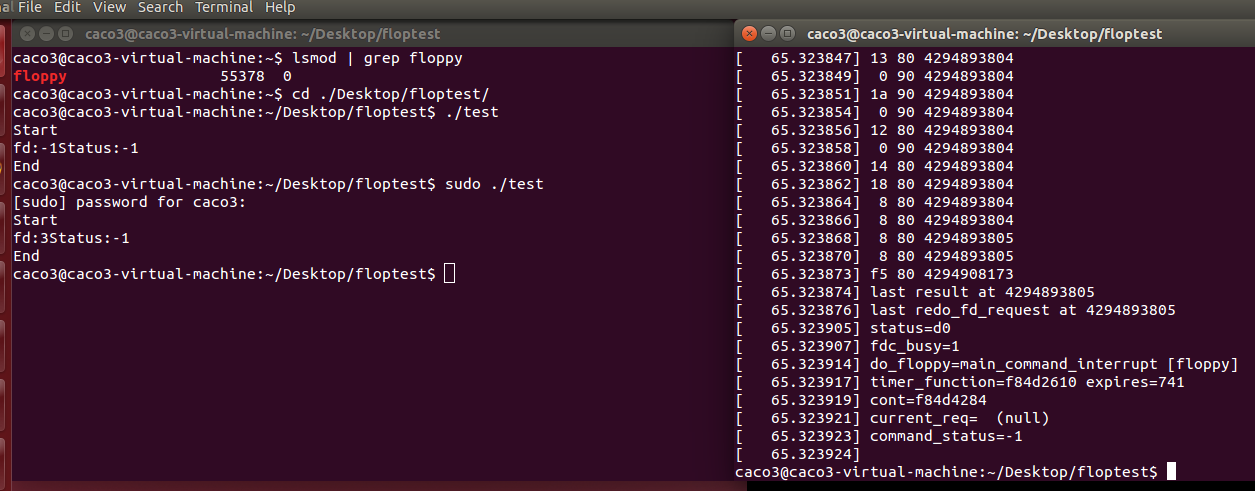 al File Edit View Search Terminal Help
caco3@caco3-virtual-machine: ~/Desktop/floptest
caco3@caco3-virtual-machine:~$ lsmod | grep floppy
floppy                 55378  0
caco3@caco3-virtual-machine:~$ cd ./Desktop/floptest/
caco3@caco3-virtual-machine:~/Desktop/floptest$ ./test
Start
fd:-1Status:-1
End
caco3@caco3-virtual-machine:~/Desktop/floptest$ sudo ./test
[sudo] password for caco3:
Start
fd:3Status:-1
End
caco3@caco3-virtual-machine:~/Desktop/floptest$
caco3@caco3-virtual-machine: ~/Desktop/floptest
[   65.323847] 13 80 4294893804
[   65.323849]  0 90 4294893804
[   65.323851] 1a 90 4294893804
[   65.323854]  0 90 4294893804
[   65.323856] 12 80 4294893804
[   65.323858]  0 90 4294893804
[   65.323860] 14 80 4294893804
[   65.323862] 18 80 4294893804
[   65.323864]  8 80 4294893804
[   65.323866]  8 80 4294893804
[   65.323868]  8 80 4294893805
[   65.323870]  8 80 4294893805
[   65.323873] f5 80 4294908173
[   65.323874] last result at 4294893805
[   65.323876] last redo_fd_request at 4294893805
[   65.323905] status=d0
[   65.323907] fdc_busy=1
[   65.323914] do_floppy=main_command_interrupt [floppy]
[   65.323917] timer_function=f84d2610 expires=741
[   65.323919] cont=f84d4284
[   65.323921] current_req=  (null)
[   65.323923] command_status=-1
[   65.323924]
caco3@caco3-virtual-machine:~/Desktop/floptest$